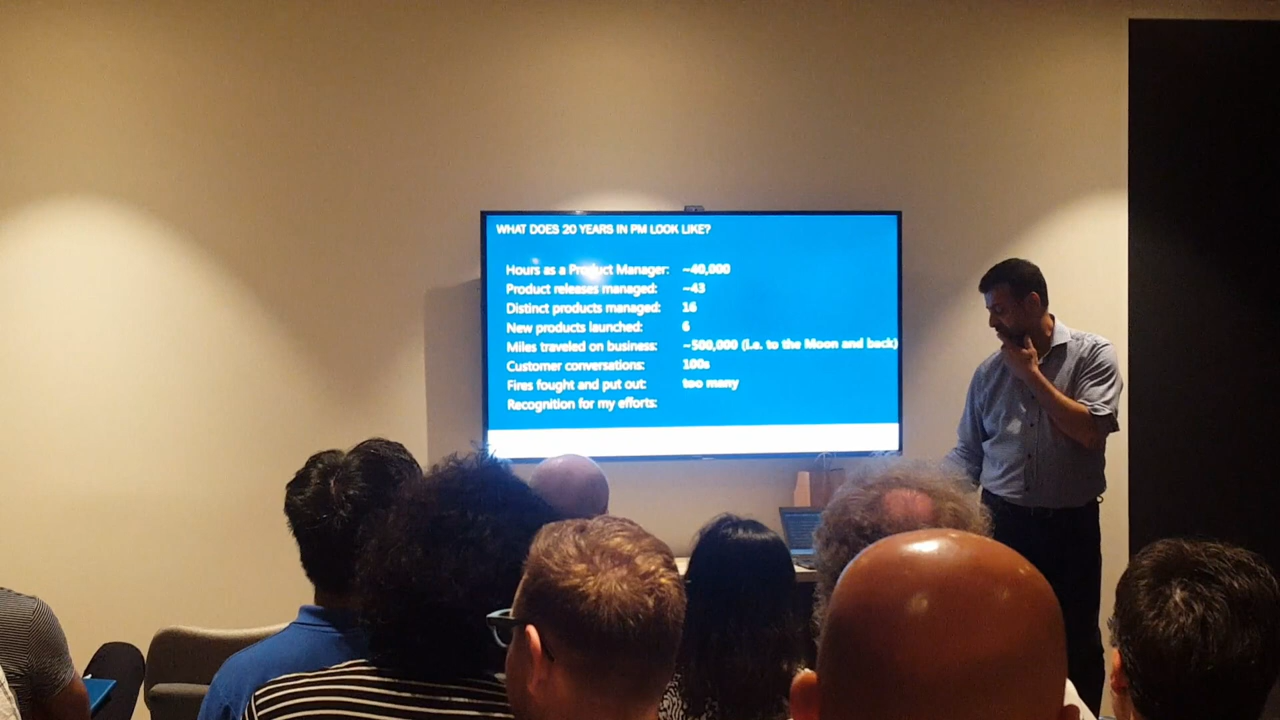 WHAT DOES 20 YEARS IN PM LOOK LIKE?
Hours as a Product Manager: ~40,000
Product releases managed: ~43
Distinct products managed: 16
New products launched: 6
Miles traveled on business: ~500,000 (i.e. to the Moon and back)
Customer conversations: 100s
Fires fought and put out: too many
Recognition for my efforts: